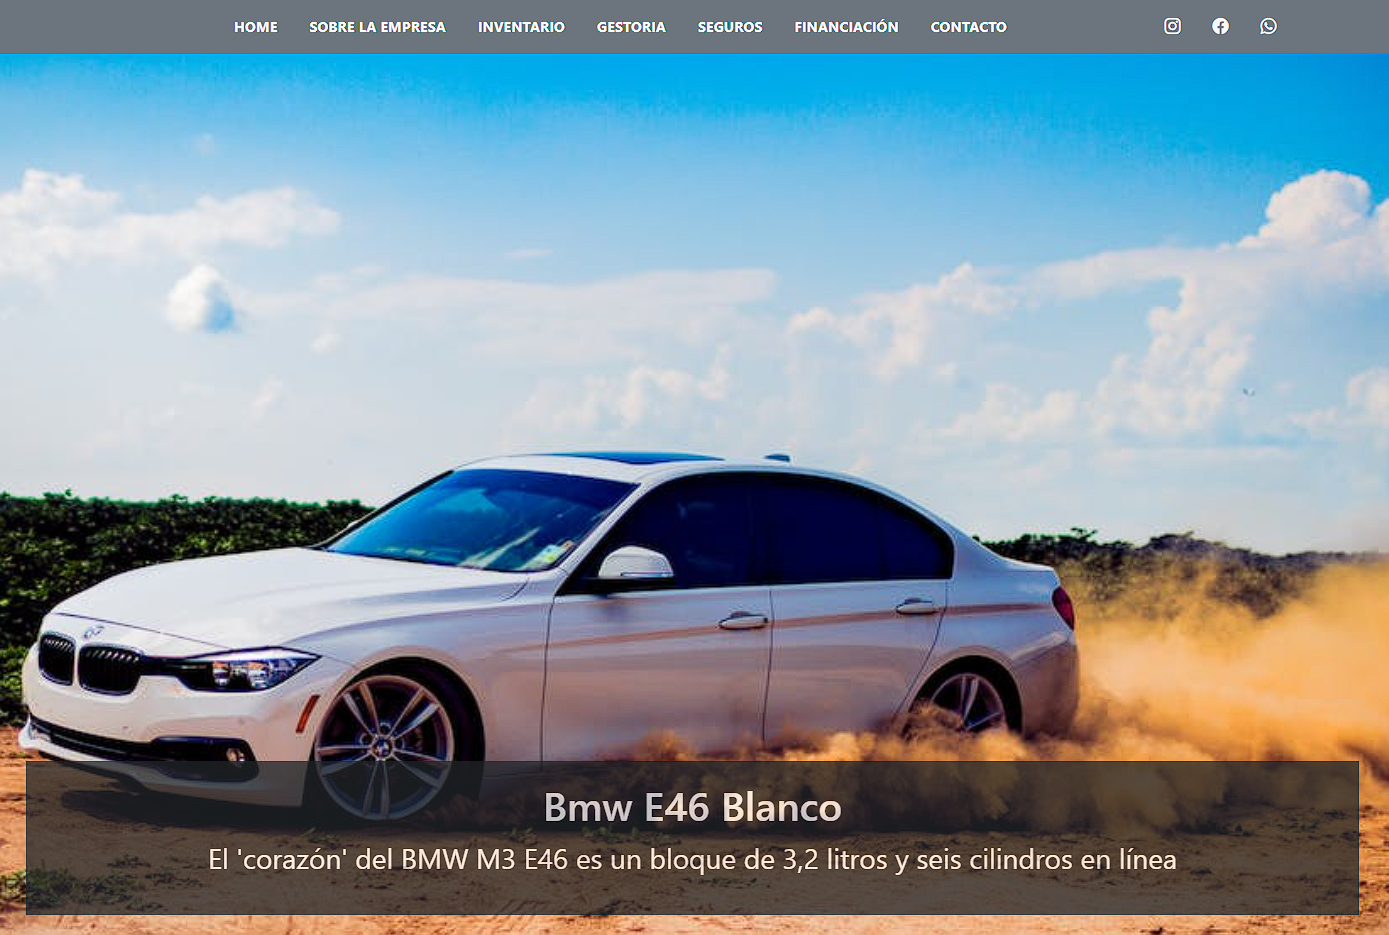 HOME SOBRE LA EMPRESA INVENTARIO GESTORIA SEGUROS FINANCIACIÓN CONTACTO
Bmw E46 Blanco
El 'corazón' del BMW M3 E46 es un bloque de 3,2 litros y seis cilindros en línea